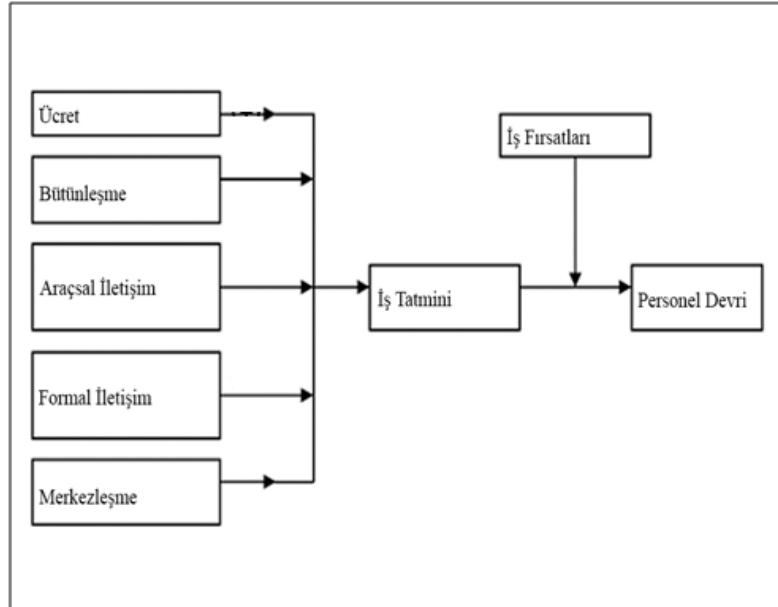 Ücret
İş Fırsatları
Bütünleşme
Araçsal İletişim
İş Tatmini
Personel Devri
Formal İletişim
Merkezleşme